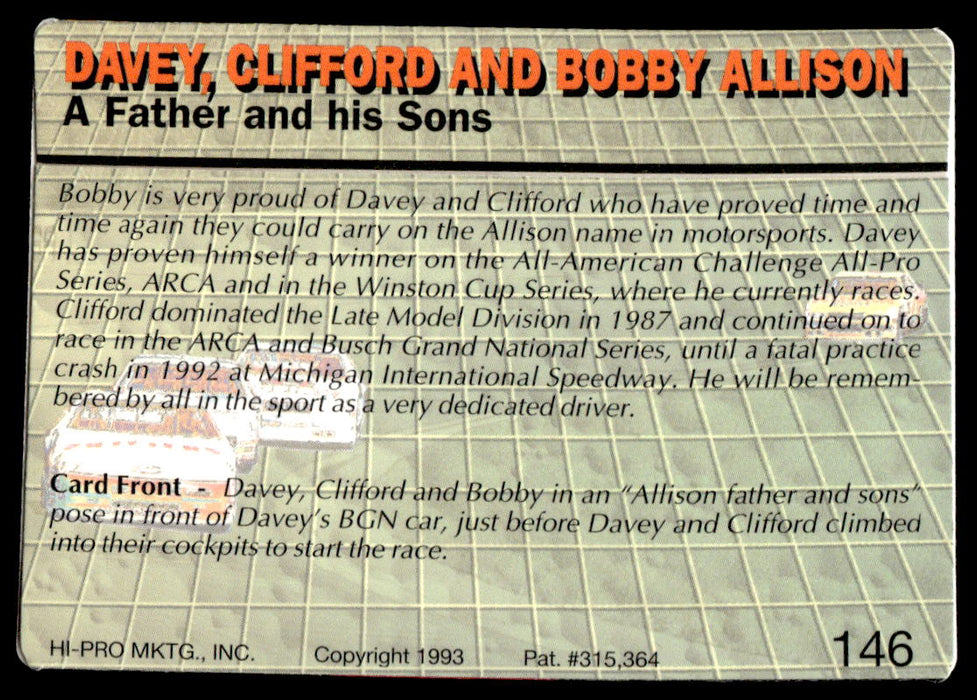 DAVEY, CLIFFORD AND BOBBY ALLISON
A Father and his Sons
Bobby is very proud of Davey and Clifford who have proved time and
time again they could carry on the Allison name in motorsports. Davey
has proven himself a winner on the All-American Challenge All-Pro
Series, ARCA and in the Winston Cup Series, where he currently races.
Clifford dominated the Late Model Division in 1987 and continued on to
race in the ARCA and Busch Grand National Series, until a fatal practice
crash in 1992 at Michigan International Speedway. He will be remem-
bered by all in the sport as a very dedicated driver.
Card Front - Davey, Clifford and Bobby in an "Allison father and sons"
pose in front of Davey's BGN car, just before Davey and Clifford climbed
into their cockpits to start the race.
HI-PRO MKTG., INC. Copyright 1993 Pat. #315,364 146